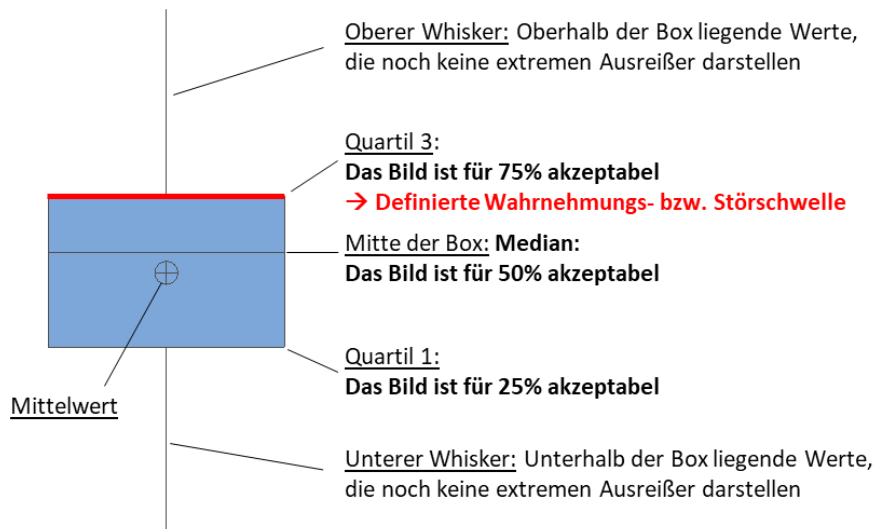 Oberer Whisker: Oberhalb der Box liegende Werte,
die noch keine extremen Ausreißer darstellen
Quartil 3:
Das Bild ist für 75% akzeptabel
→ Definierte Wahrnehmungs- bzw. Störschwelle
Mitte der Box: Median:
Das Bild ist für 50% akzeptabel
Quartil 1:
Das Bild ist für 25% akzeptabel
Mittelwert
Unterer Whisker: Unterhalb der Box liegende Werte,
die noch keine extremen Ausreißer darstellen